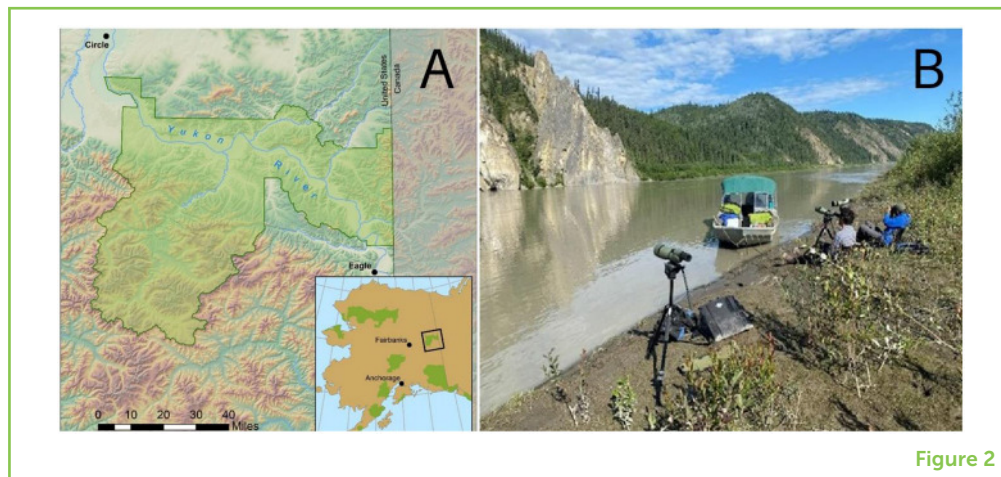 A
B
Circle
United States
Canada
Yukon
River
Eagle
Fairbanks
Anchorage
0 10 20 30 40
Miles
Figure 2